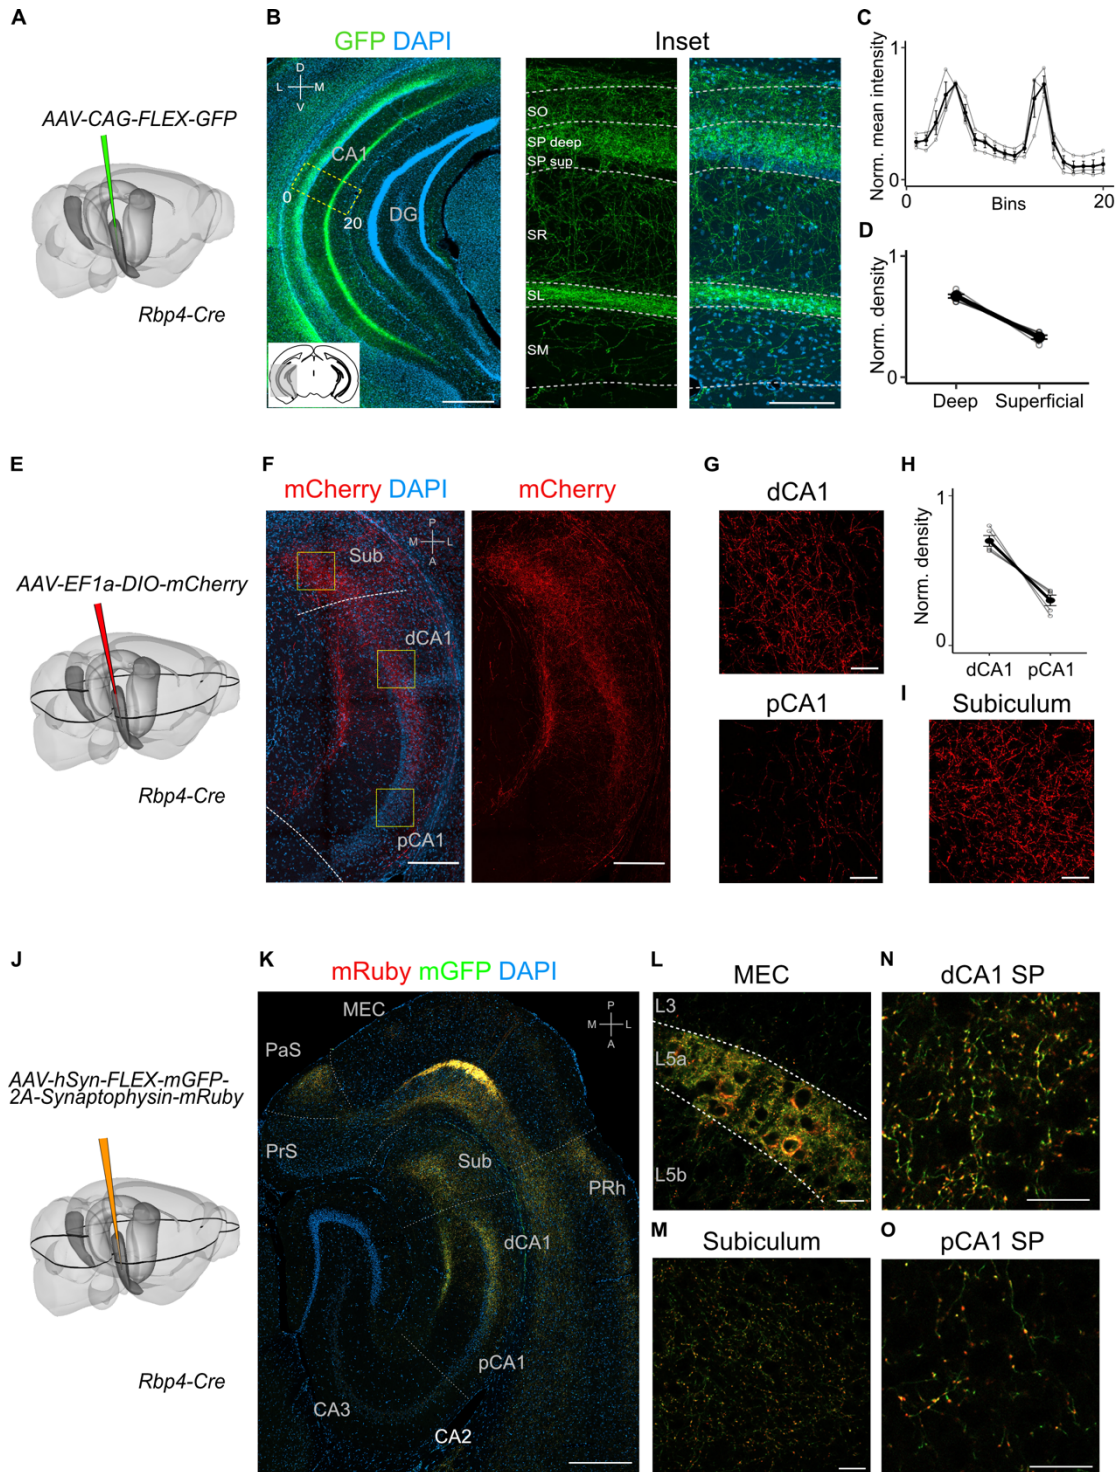 A
AAV-CAG-FLEX-GFP
Rbp4-Cre
B
GFP DAPI
Inset
D
L M
V
CA1
DG
0
20
SO
SP deep
SP sup
SR
SL
SM
C
Norm. mean intensity
1
0
0
20
Bins
D
Norm. density
1
0
Deep Superficial
E
AAV-EF1a-DIO-mCherry
Rbp4-Cre
F
mCherry DAPI
mCherry
P
M L
A
Sub
dCA1
pCA1
G
dCA1
pCA1
H
Norm. density
1
0
dCA1 pCA1
I
Subiculum
J
AAV-hSyn-FLEX-mGFP-
2A-Synaptophysin-mRuby
Rbp4-Cre
K
mRuby mGFP DAPI
P
M L
A
MEC
PaS
PrS
Sub
PRh
dCA1
pCA1
CA3
CA2
L
MEC
L3
L5a
L5b
M
Subiculum
N
dCA1 SP
O
pCA1 SP